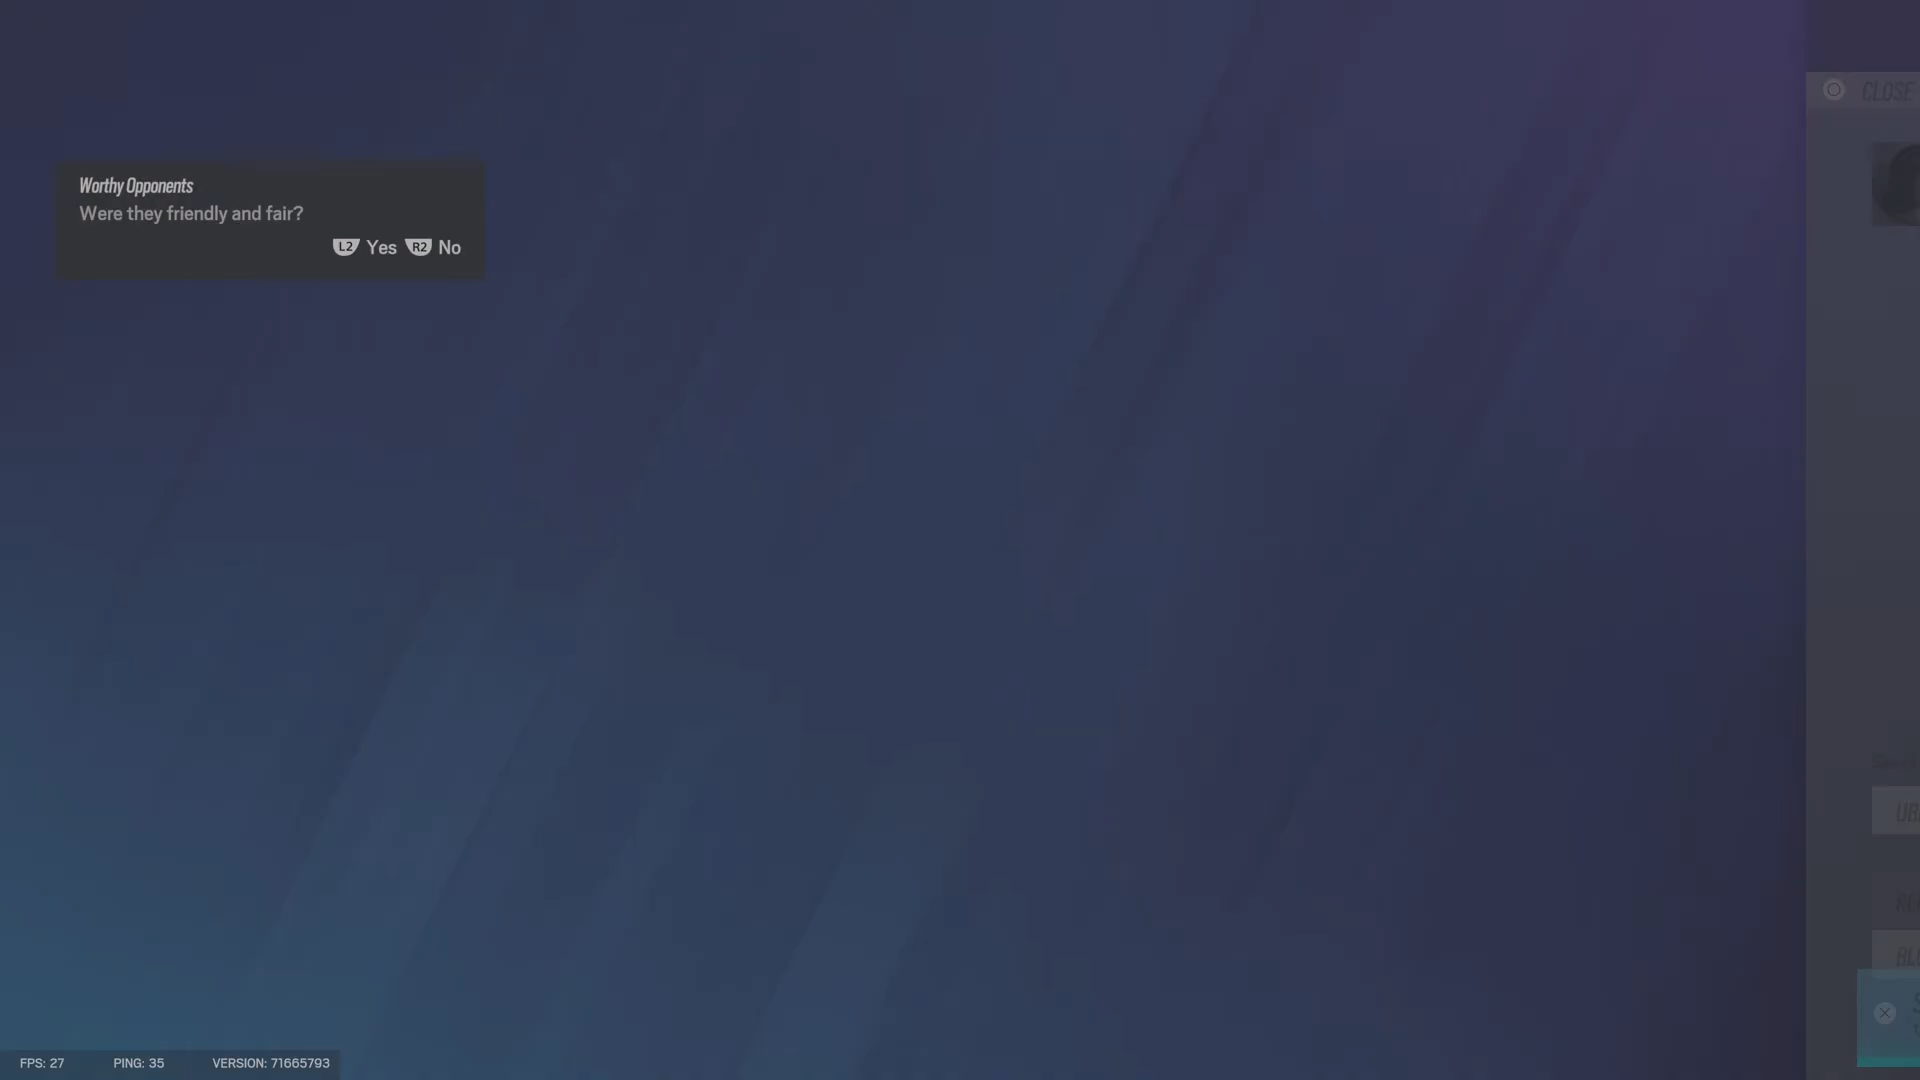 CLOSE
Worthy Opponents
Were they friendly and fair?
L2 Yes R2 No
FPS: 27 PING: 35 VERSION: 71665793